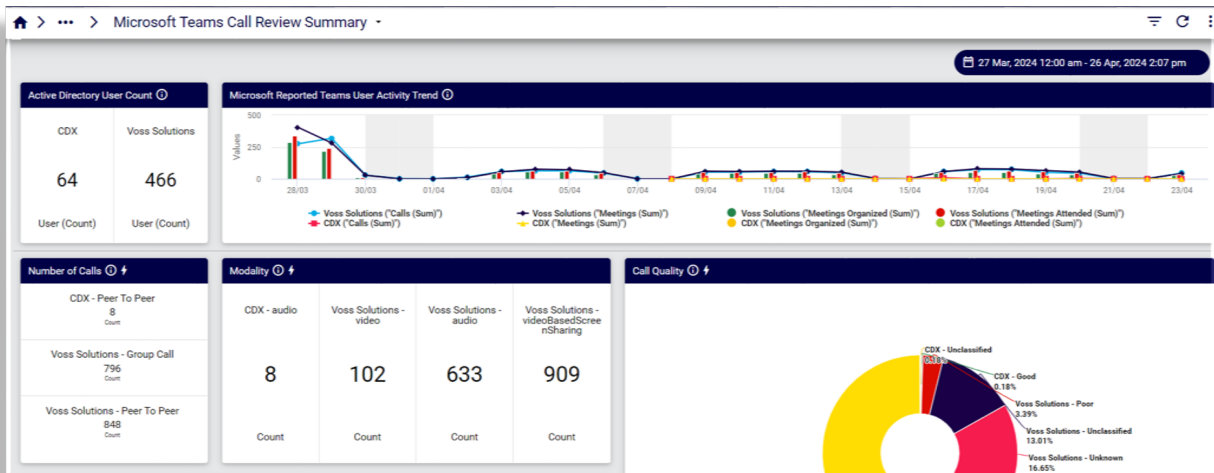 Microsoft Teams Call Review Summary
27 Mar, 2024 12:00 am - 26 Apr, 2024 2:07 pm
Active Directory User Count
CDX
64
User (Count)
Voss Solutions
466
User (Count)
Microsoft Reported Teams User Activity Trend
Values
500
250
0
28/03 30/03 01/04 03/04 05/04 07/04 09/04 11/04 13/04 15/04 17/04 19/04 21/04 23/04
Voss Solutions ("Calls (Sum)") Voss Solutions ("Meetings (Sum)") Voss Solutions ("Meetings Organized (Sum)") Voss Solutions ("Meetings Attended (Sum)")
CDX ("Calls (Sum)") CDX ("Meetings (Sum)") CDX ("Meetings Organized (Sum)") CDX ("Meetings Attended (Sum)")
Number of Calls
CDX - Peer To Peer
8
Count
Voss Solutions - Group Call
796
Count
Voss Solutions - Peer To Peer
848
Count
Modality
CDX - audio
8
Count
Voss Solutions -
video
102
Count
Voss Solutions -
audio
633
Count
Voss Solutions -
videoBasedScree
nSharing
909
Count
Call Quality
CDX - Unclassified
0.18%
CDX - Good
0.18%
Voss Solutions - Poor
3.39%
Voss Solutions - Unclassified
13.01%
Voss Solutions - Unknown
16.65%